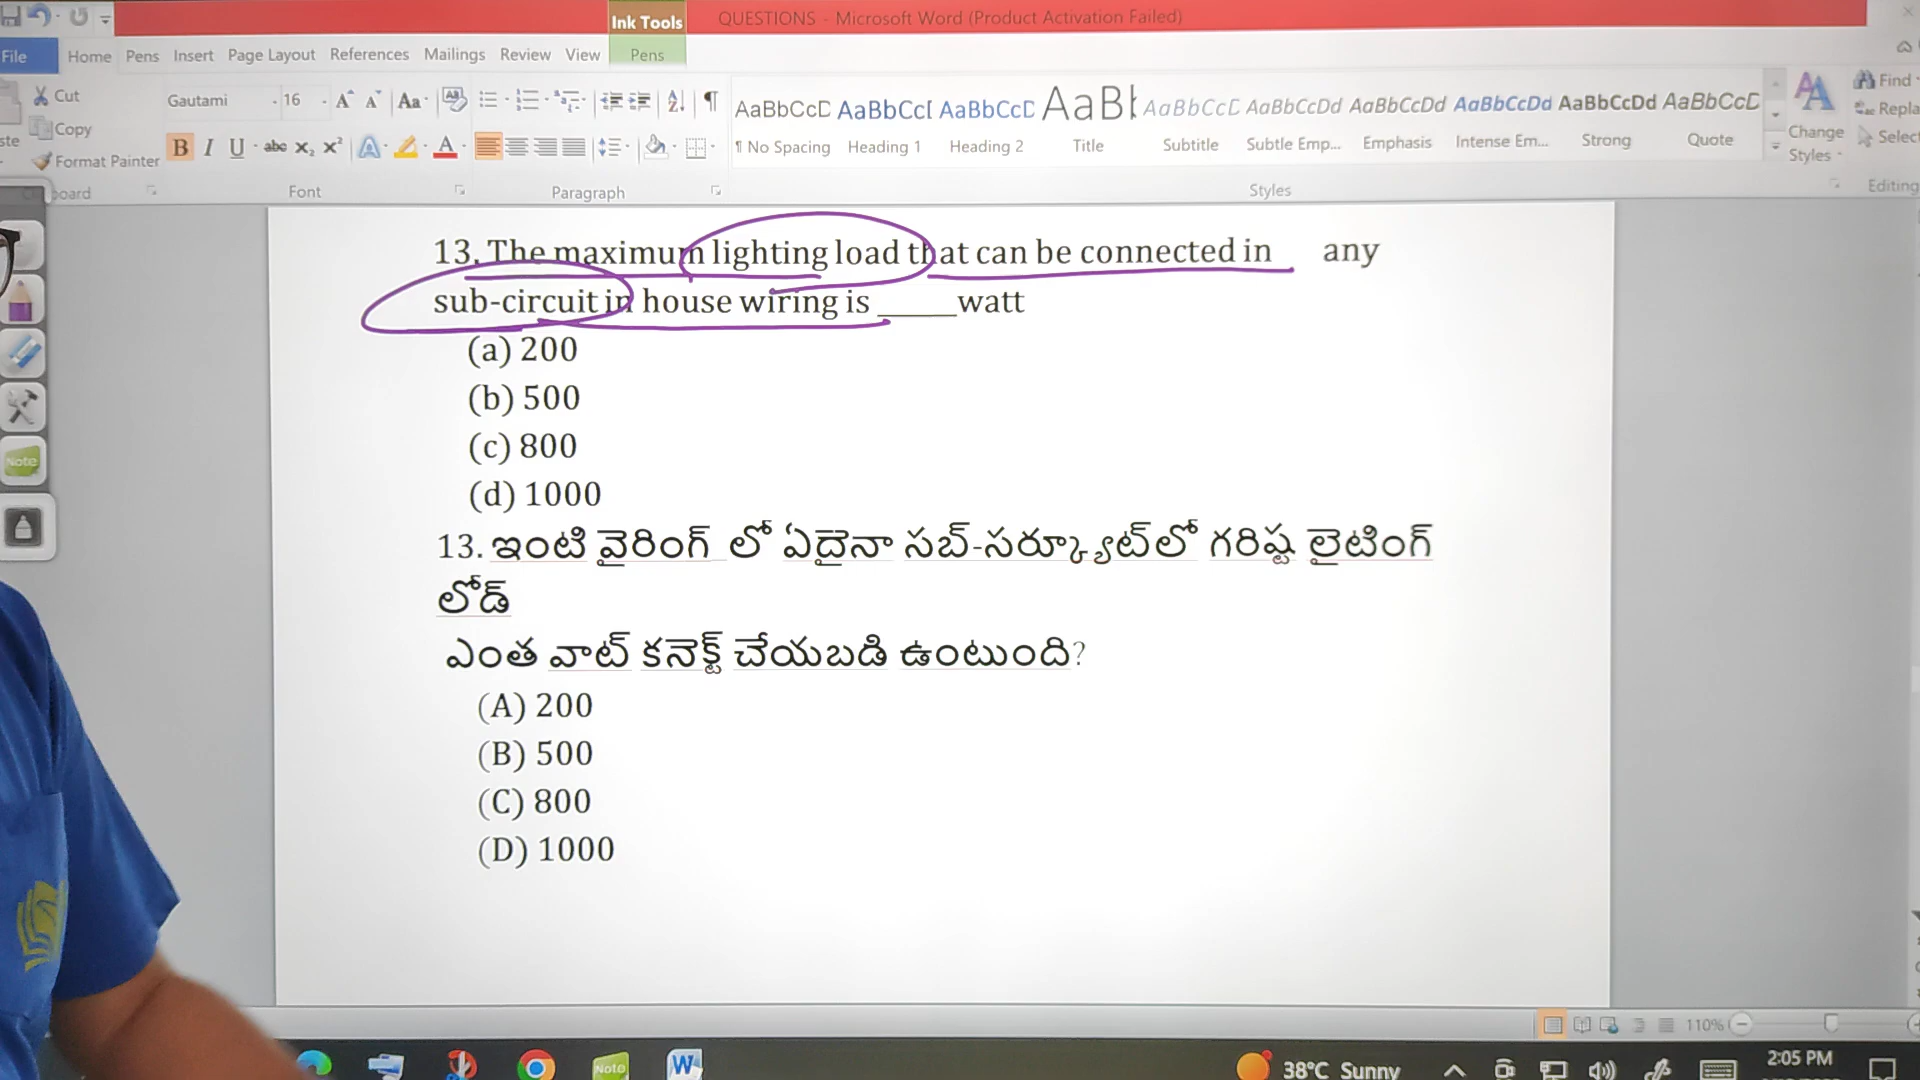 Ink Tools
QUESTIONS - Microsoft Word (Product Activation Failed)
File Home Pens Insert Page Layout References Mailings Review View Pens
Cut
Copy
Format Painter
Gautami 16
AaBbCcD AaBbCcI AaBbCcD AaBb AaBbCcD AaBbCcDd AaBbCcDd AaBbCcDd AaBbCcDd AaBbCcD
¶ No Spacing Heading 1 Heading 2 Title Subtitle Subtle Emp... Emphasis Intense Em... Strong Quote
Change
Styles
Find
Select
Font Paragraph Styles Editing
13. The maximum lighting load that can be connected in any
sub-circuit in house wiring is _____watt
(a) 200
(b) 500
(c) 800
(d) 1000
13. ఇంటి వైరింగ్ లో ఏదైనా సబ్-సర్క్యూట్‌లో గరిష్ట లైటింగ్
లోడ్
ఎంత వాట్ కనెక్ట్ చేయబడి ఉంటుంది?
(A) 200
(B) 500
(C) 800
(D) 1000
Note
110%
Note
38°C Sunny
2:05 PM